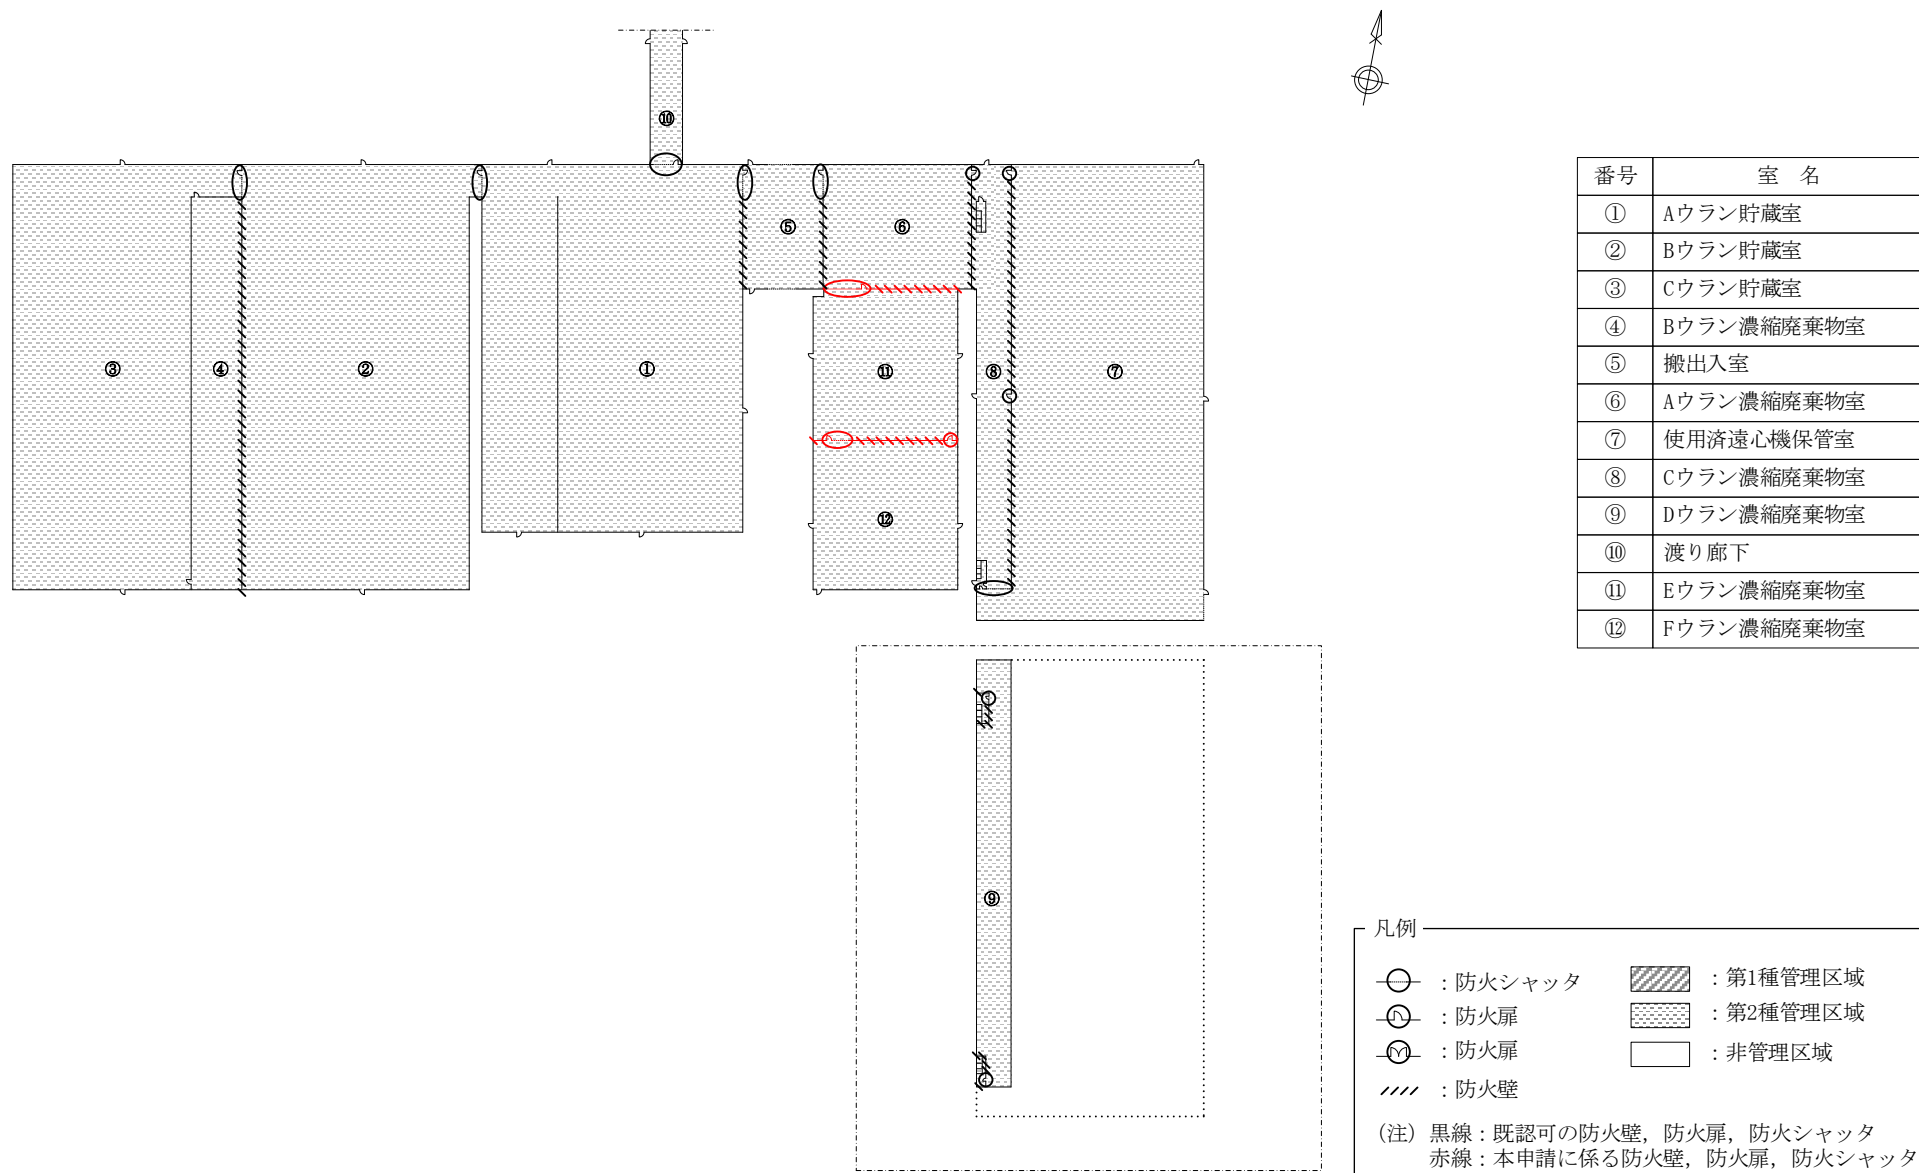 ⑩
⑤
⑥
③
④
②
①
⑪
⑧
⑦
⑫
⑨
番号 室 名
① Aウラン貯蔵室
② Bウラン貯蔵室
③ Cウラン貯蔵室
④ Bウラン濃縮廃棄物室
⑤ 搬出入室
⑥ Aウラン濃縮廃棄物室
⑦ 使用済遠心機保管室
⑧ Cウラン濃縮廃棄物室
⑨ Dウラン濃縮廃棄物室
⑩ 渡り廊下
⑪ Eウラン濃縮廃棄物室
⑫ Fウラン濃縮廃棄物室
凡例
：防火シャッタ ：第1種管理区域
：防火扉 ：第2種管理区域
：防火扉 ：非管理区域
：防火壁
（注）黒線：既認可の防火壁，防火扉，防火シャッタ
赤線：本申請に係る防火壁，防火扉，防火シャッタ